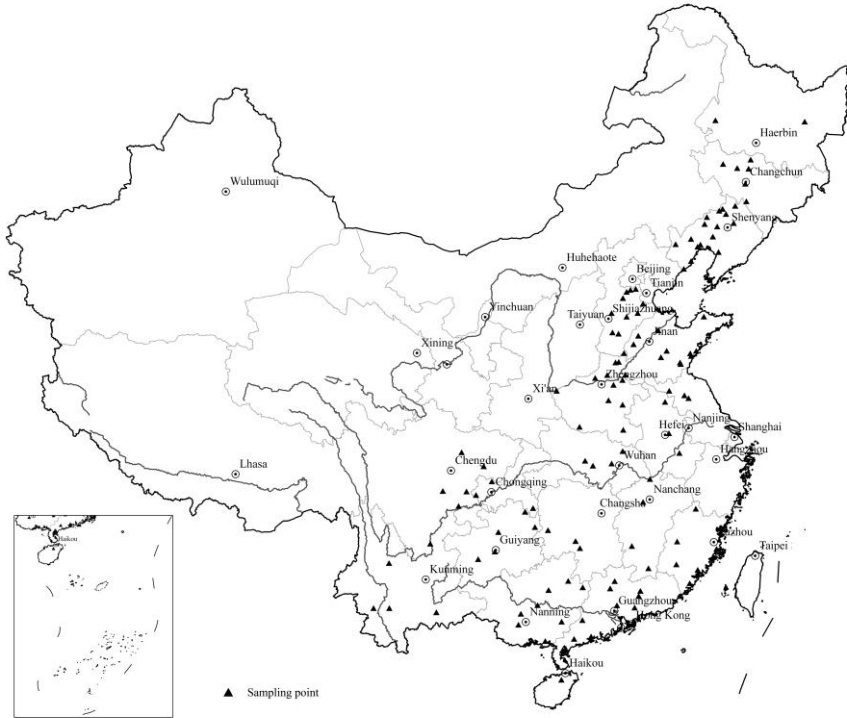 Haerbin
Changchun
Wulumuqi
Shenyang
Huhehaote
Beijing
Tianjin
Yinchuan
Taiyuan
Shijiazhuang
Jinan
Xining
Zhengzhou
Xi'an
Nanjing
Hefei
Shanghai
Hangzhou
Wuhan
Chengdu
Lhasa
Chongqing
Nanchang
Changsha
Guiyang
Fuzhou
Taipei
Haikou
Kunming
Guangzhou
Hong Kong
Nanning
Haikou
Sampling point